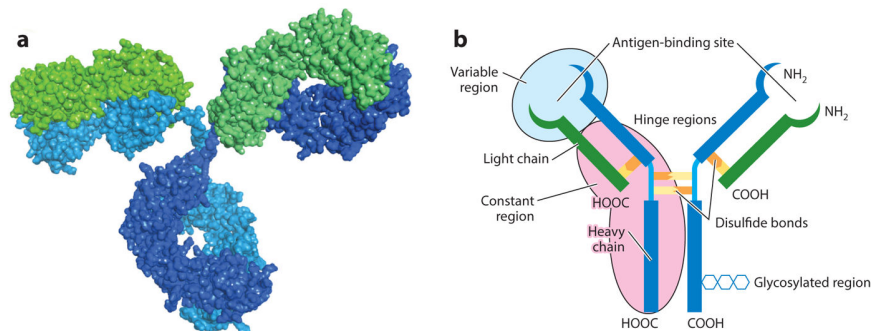 a
b
Antigen-binding site
Variable
region
NH2
NH2
Hinge regions
Light chain
Constant
region
HOOC
COOH
Disulfide bonds
Heavy
chain
Glycosylated region
HOOC
COOH